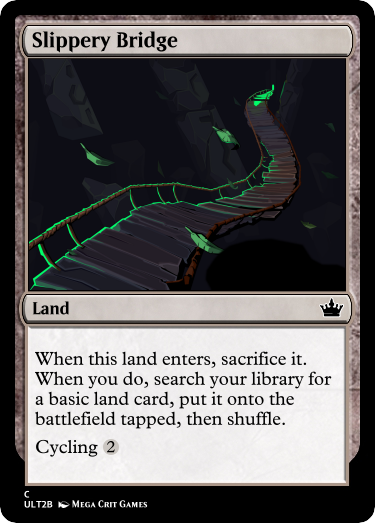 Slippery Bridge
Land
When this land enters, sacrifice it.
When you do, search your library for
a basic land card, put it onto the
battlefield tapped, then shuffle.
Cycling 2
C
ULT2B Mega Crit Games